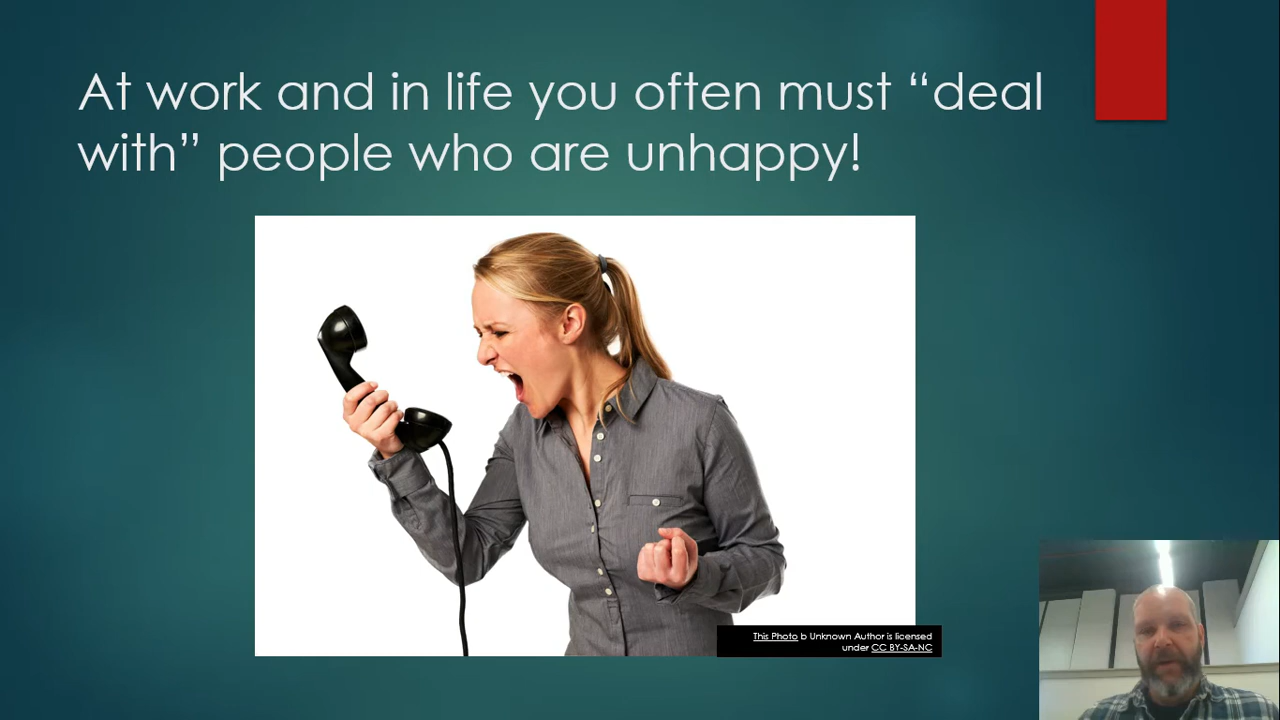 At work and in life you often must “deal
with” people who are unhappy!
This Photo b Unknown Author is licensed
under CC BY-SA-NC